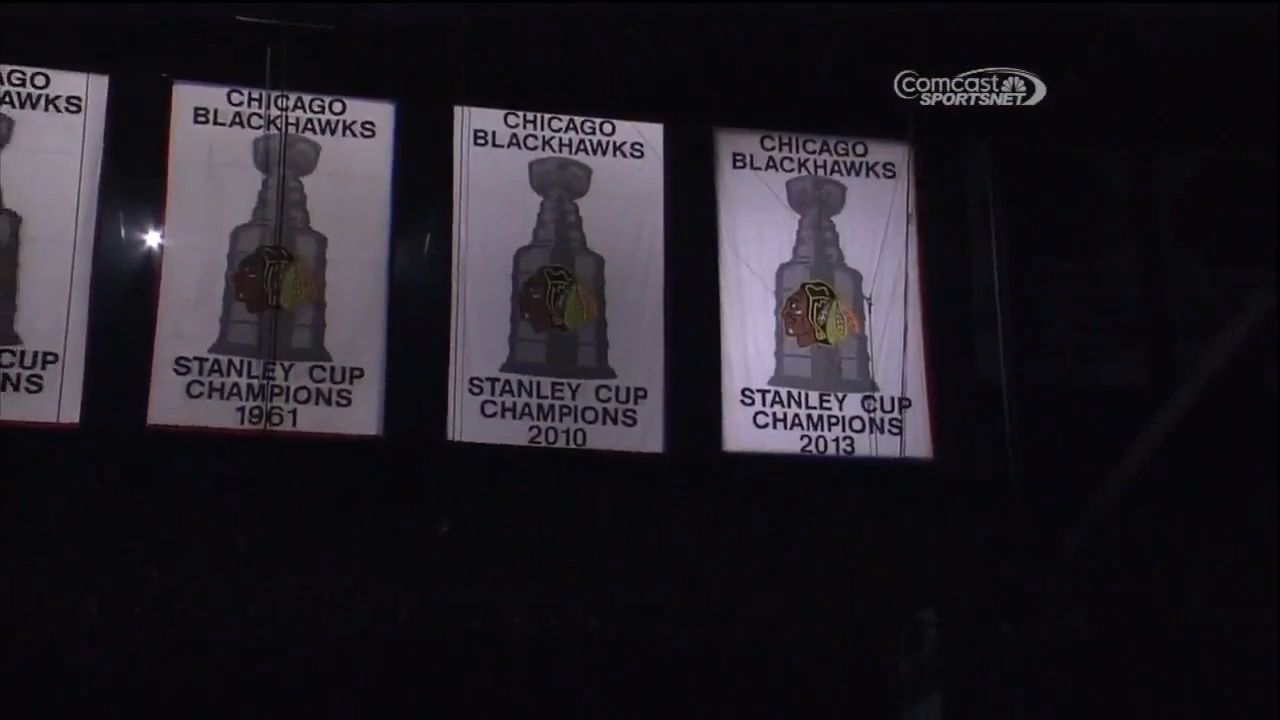 AGO
AWKS
CUP
NS
CHICAGO
BLACKHAWKS
STANLEY CUP
CHAMPIONS
1961
CHICAGO
BLACKHAWKS
STANLEY CUP
CHAMPIONS
2010
CHICAGO
BLACKHAWKS
STANLEY CUP
CHAMPIONS
2013
Comcast
SPORTSNET